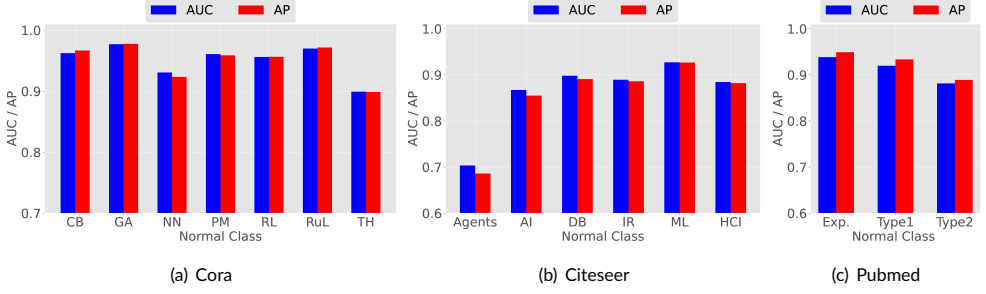 AUC AP
1.0
0.9
0.8
0.7
AUC / AP
CB GA NN PM RL RuL TH
Normal Class
(a) Cora
AUC AP
1.0
0.9
0.8
0.7
0.6
AUC / AP
Agents AI DB IR ML HCI
Normal Class
(b) Citeseer
AUC AP
1.0
0.9
0.8
0.7
0.6
AUC / AP
Exp. Type1 Type2
Normal Class
(c) Pubmed